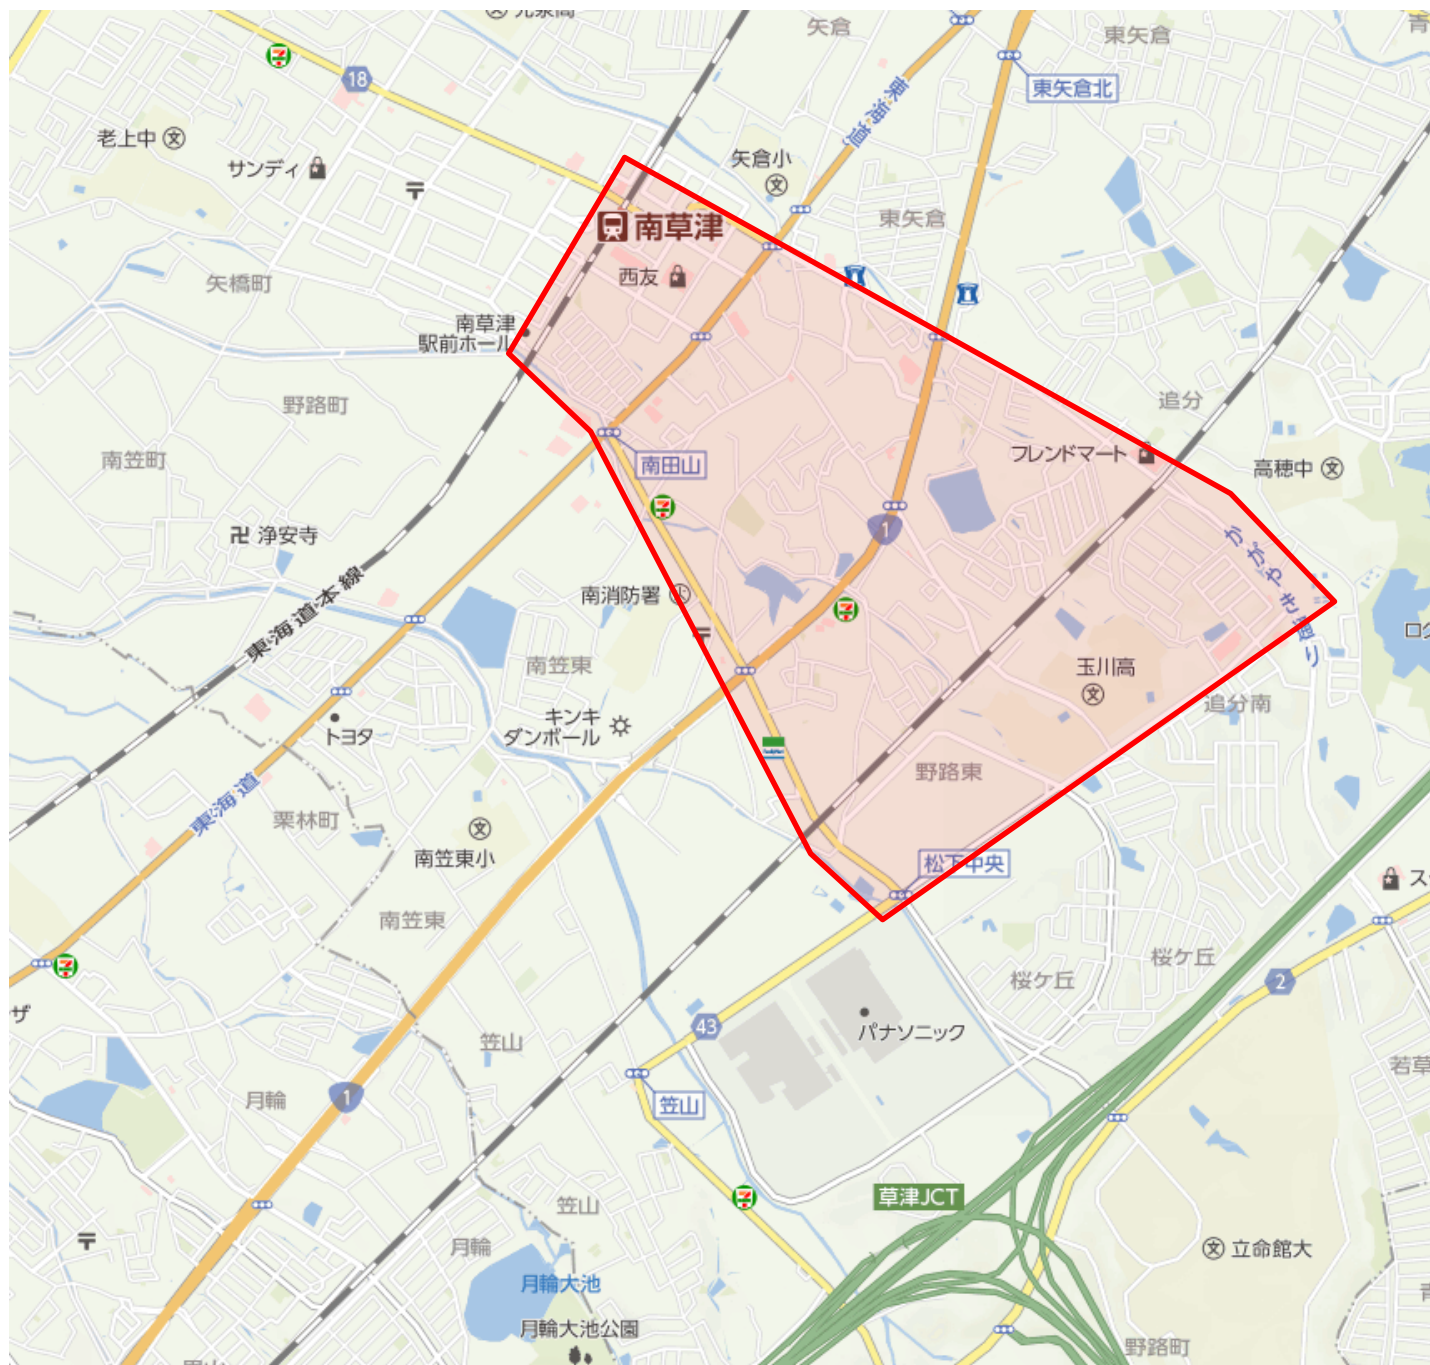 矢倉
東矢倉
18
東海道
東矢倉北
老上中
サンディ
矢倉小
南草津
東矢倉
西友
矢橋町
南草津
駅前ホール
野路町
追分
南笠町
フレンドマート
高穂中
南田山
1
浄安寺
かがやき通り
東海道本線
南消防署
南笠東
玉川高
追分南
キンキ
ダンボール
トヨタ
野路東
東海道
栗林町
南笠東小
松下中央
南笠東
桜ケ丘
桜ケ丘
2
パナソニック
43
笠山
若草
1
月輪
笠山
草津JCT
笠山
月輪
立命館大
月輪大池
月輪大池公園
野路町